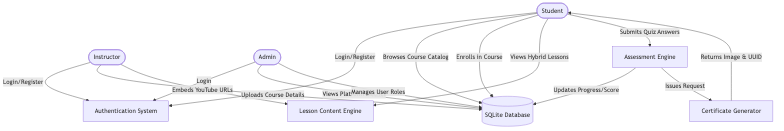 Student
Submits Quiz Answers
Instructor
Admin
Login/Register
Browses Course Catalog
Enrolls in Course
Views Hybrid Lessons
Assessment Engine
Returns Image & UUID
Login/Register
Login
Embeds YouTube URLs
Uploads Course Details
Views Plat
Manages User Roles
Updates Progress/Score
Issues Request
Authentication System
Lesson Content Engine
SQLite Database
Certificate Generator